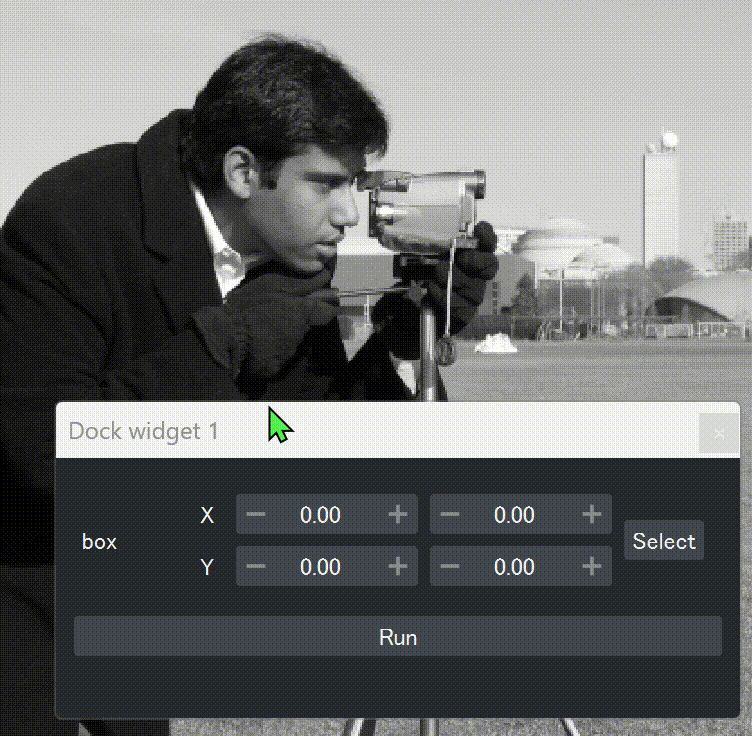 Dock widget 1 ×
X − 0.00 + − 0.00 +
box Select
Y − 0.00 + − 0.00 +
Run